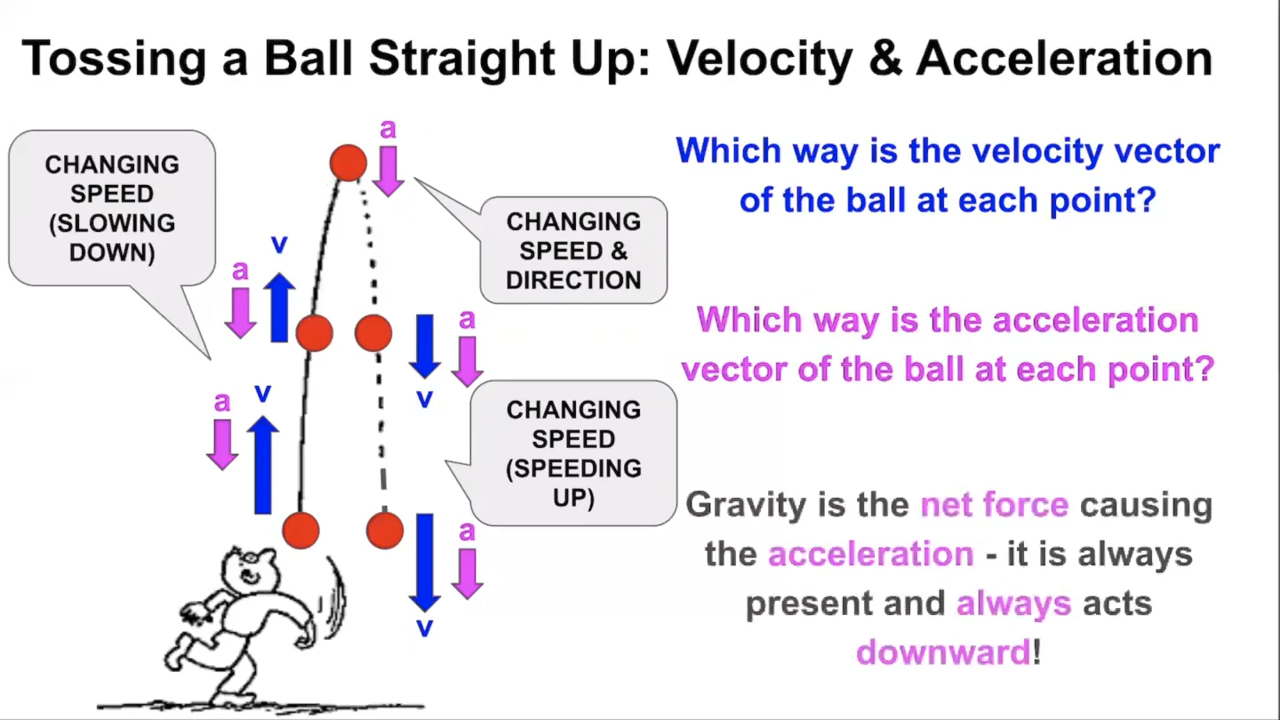 Tossing a Ball Straight Up: Velocity & Acceleration
CHANGING
SPEED
(SLOWING
DOWN)
a
CHANGING
SPEED &
DIRECTION
v
a
a
v
v
a
CHANGING
SPEED
(SPEEDING
UP)
a
v
Which way is the velocity vector
of the ball at each point?
Which way is the acceleration
vector of the ball at each point?
Gravity is the net force causing
the acceleration - it is always
present and always acts
downward!